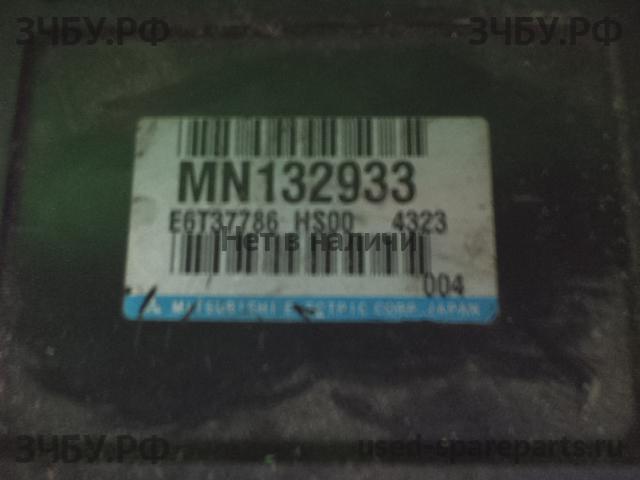 ЗЧБУ.РФ ЗЧБУ.РФ
MN132933
E6T37786 HS00 4323
Нет в наличии
004
MITSUBISHI ELECTRIC CORP. JAPAN
ЗЧБУ.РФ used-spareparts.ru